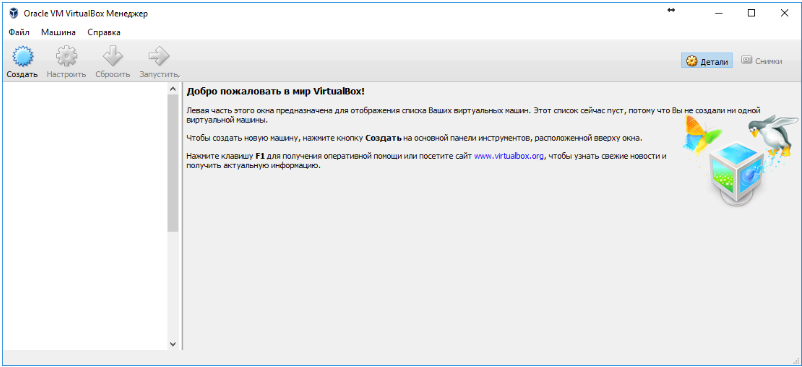 Oracle VM VirtualBox Менеджер
Файл Машина Справка
Создать Настроить Сбросить Запустить
Детали Снимки
Добро пожаловать в мир VirtualBox!
Левая часть этого окна предназначена для отображения списка Ваших виртуальных машин. Этот список сейчас пуст, потому что Вы не создали ни одной
виртуальной машины.
Чтобы создать новую машину, нажмите кнопку Создать на основной панели инструментов, расположенной вверху окна.
Нажмите клавишу F1 для получения оперативной помощи или посетите сайт www.virtualbox.org, чтобы узнать свежие новости и
получить актуальную информацию.